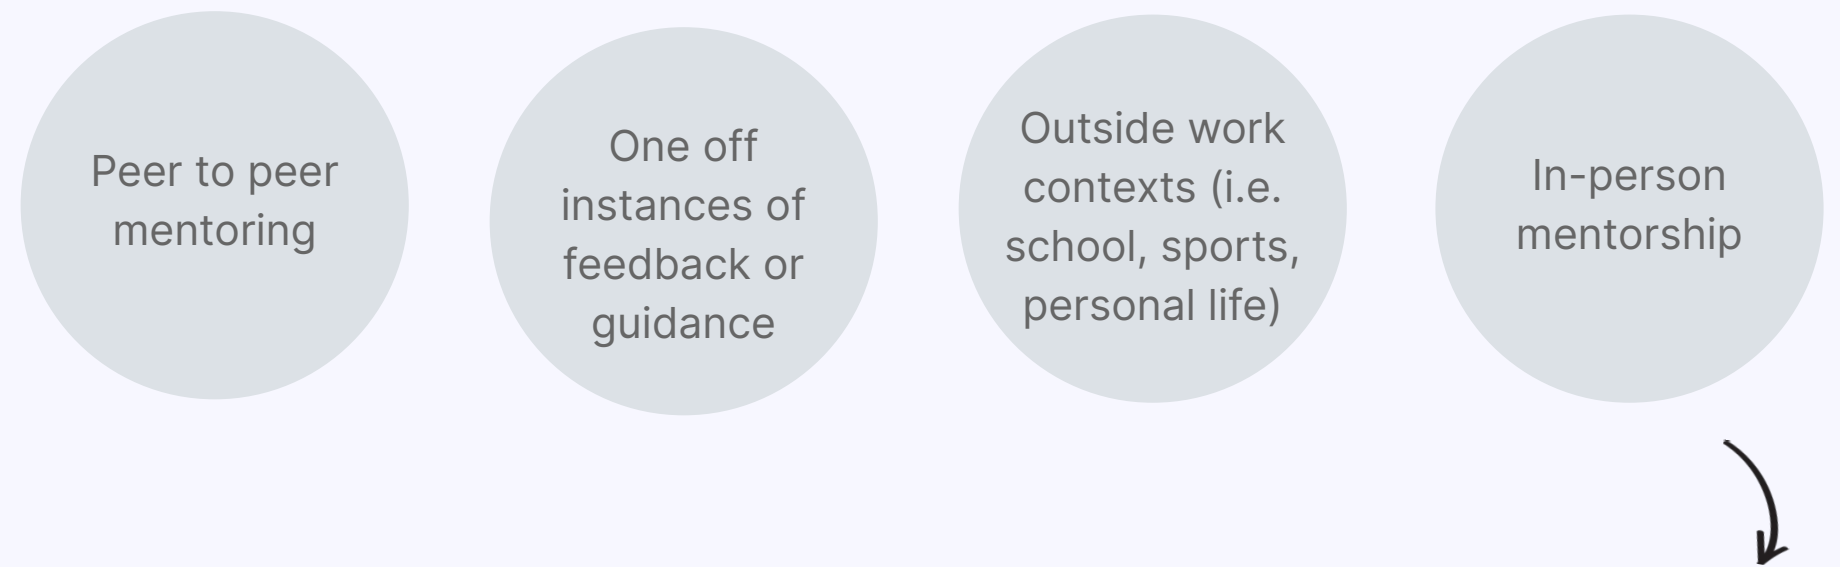 Peer to peer
mentoring
One off
instances of
feedback or
guidance
Outside work
contexts (i.e.
school, sports,
personal life)
In-person
mentorship